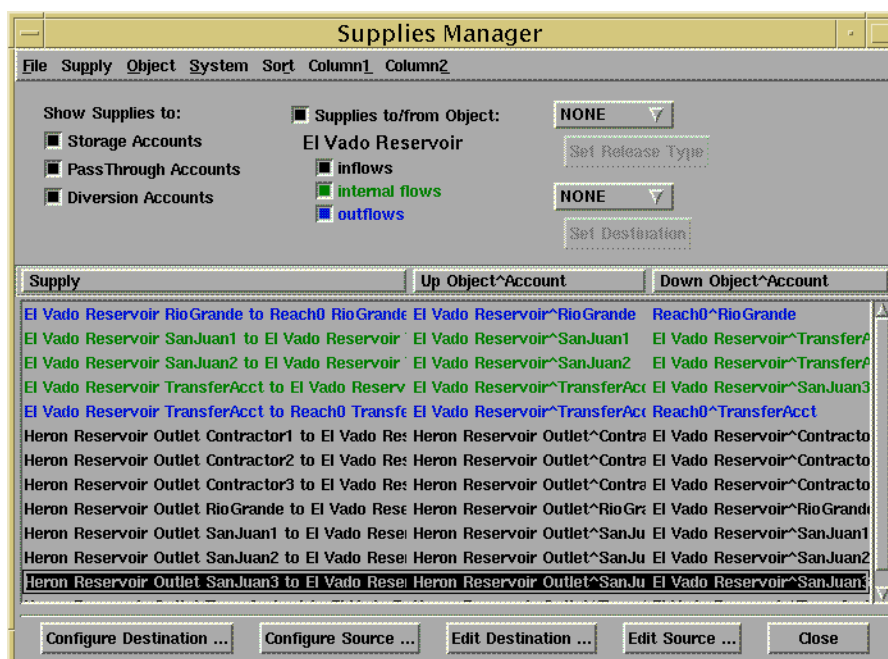 Supplies Manager
File Supply Object System Sort Column1 Column2
Show Supplies to:
Storage Accounts
PassThrough Accounts
Diversion Accounts
Supplies to/from Object:
El Vado Reservoir
inflows
internal flows
outflows
NONE
Set Release Type
NONE
Set Destination
Supply Up Object^Account Down Object^Account
El Vado Reservoir RioGrande to Reach0 RioGrande El Vado Reservoir^RioGrande Reach0^RioGrande
El Vado Reservoir SanJuan1 to El Vado Reservoir El Vado Reservoir^SanJuan1 El Vado Reservoir^TransferA
El Vado Reservoir SanJuan2 to El Vado Reservoir El Vado Reservoir^SanJuan2 El Vado Reservoir^TransferA
El Vado Reservoir TransferAcct to El Vado Reserv El Vado Reservoir^TransferAcc El Vado Reservoir^SanJuan3
El Vado Reservoir TransferAcct to Reach0 Transfe El Vado Reservoir^TransferAcc Reach0^TransferAcct
Heron Reservoir Outlet Contractor1 to El Vado Res Heron Reservoir Outlet^Contra El Vado Reservoir^Contracto
Heron Reservoir Outlet Contractor2 to El Vado Res Heron Reservoir Outlet^Contra El Vado Reservoir^Contracto
Heron Reservoir Outlet Contractor3 to El Vado Res Heron Reservoir Outlet^Contra El Vado Reservoir^Contracto
Heron Reservoir Outlet RioGrande to El Vado Rese Heron Reservoir Outlet^RioGra El Vado Reservoir^RioGrand
Heron Reservoir Outlet SanJuan1 to El Vado Reser Heron Reservoir Outlet^SanJu El Vado Reservoir^SanJuan1
Heron Reservoir Outlet SanJuan2 to El Vado Reser Heron Reservoir Outlet^SanJu El Vado Reservoir^SanJuan2
Heron Reservoir Outlet SanJuan3 to El Vado Reser Heron Reservoir Outlet^SanJu El Vado Reservoir^SanJuan3
Configure Destination ... Configure Source ... Edit Destination ... Edit Source ... Close